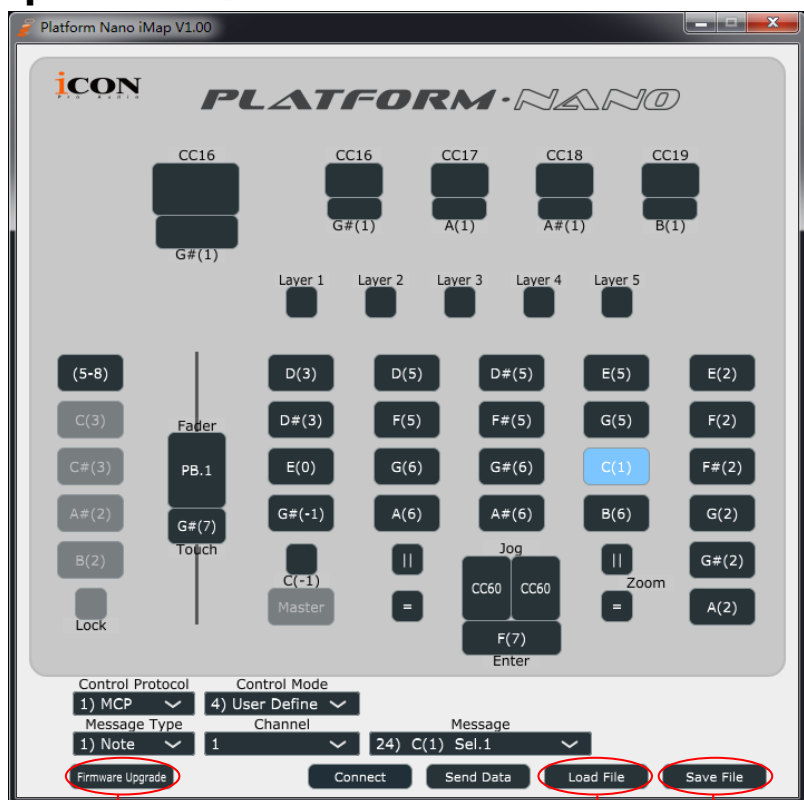 Platform Nano iMap V1.00
iCON
Pro Audio
PLATFORM·NANO
CC16 CC16 CC17 CC18 CC19
G#(1) A(1) A#(1) B(1)
G#(1)
Layer 1 Layer 2 Layer 3 Layer 4 Layer 5
(5-8) D(3) D(5) D#(5) E(5) E(2)
C(3) Fader D#(3) F(5) F#(5) G(5) F(2)
C#(3) PB.1 E(0) G(6) G#(6) C(1) F#(2)
A#(2) G#(7) G#(-1) A(6) A#(6) B(6) G(2)
B(2) Touch || Jog || G#(2)
C(-1) CC60 CC60 Zoom
Lock Master = = A(2)
F(7)
Enter
Control Protocol Control Mode
1) MCP 4) User Define
Message Type Channel Message
1) Note 1 24) C(1) Sel.1
Firmware Upgrade Connect Send Data Load File Save File